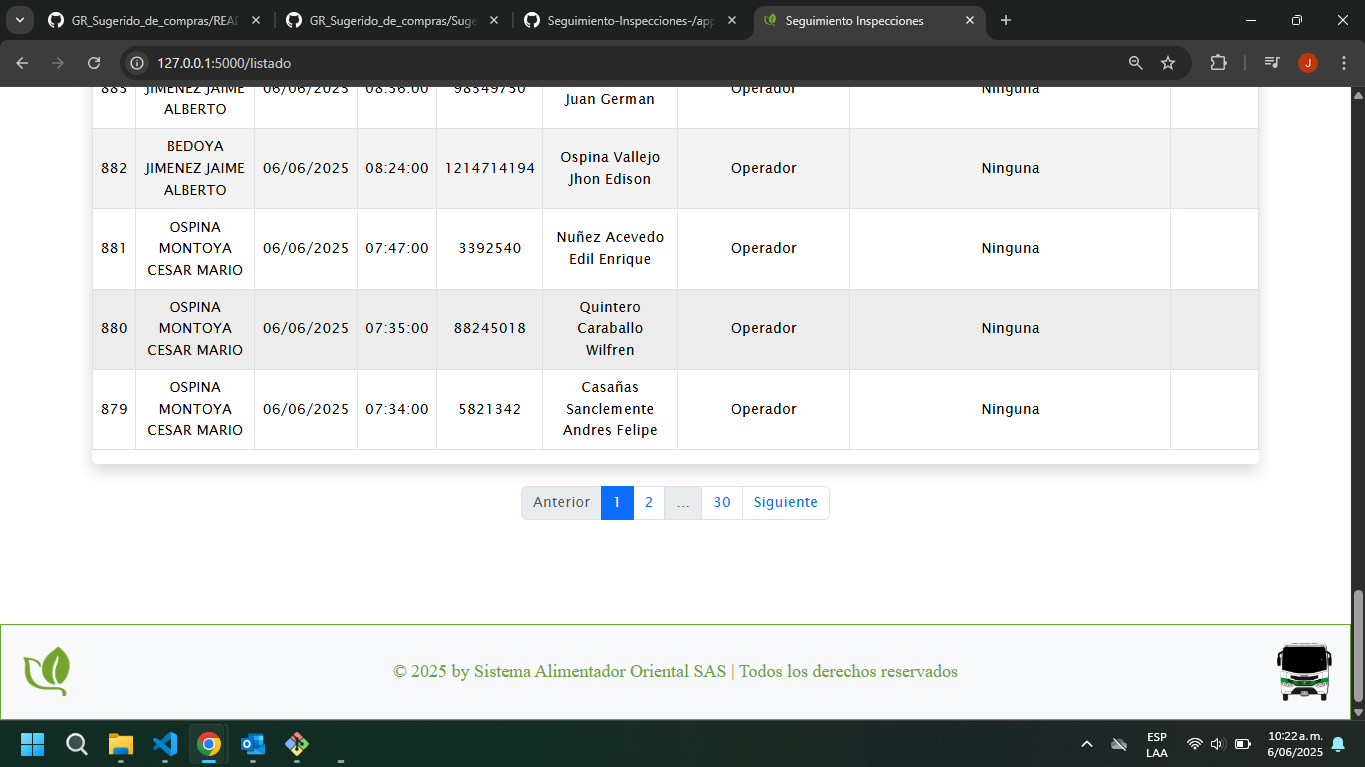 GR_Sugerido_de_compras/REA
GR_Sugerido_de_compras/Suge
Seguimiento-Inspecciones-/app
Seguimiento Inspecciones
127.0.0.1:5000/listado
J
883 JIMENEZ JAIME 06/06/2025 08:36:00 98549750 Operador Ninguna
Juan German
ALBERTO
BEDOYA
882 JIMENEZ JAIME 06/06/2025 08:24:00 1214714194 Ospina Vallejo Operador Ninguna
ALBERTO Jhon Edison
OSPINA
881 MONTOYA 06/06/2025 07:47:00 3392540 Nuñez Acevedo Operador Ninguna
CESAR MARIO Edil Enrique
OSPINA Quintero
880 MONTOYA 06/06/2025 07:35:00 88245018 Caraballo Operador Ninguna
CESAR MARIO Wilfren
OSPINA Casañas
879 MONTOYA 06/06/2025 07:34:00 5821342 Sanclemente Operador Ninguna
CESAR MARIO Andres Felipe
Anterior 1 2 ... 30 Siguiente
© 2025 by Sistema Alimentador Oriental SAS | Todos los derechos reservados
ESP
LAA
10:22 a. m.
6/06/2025